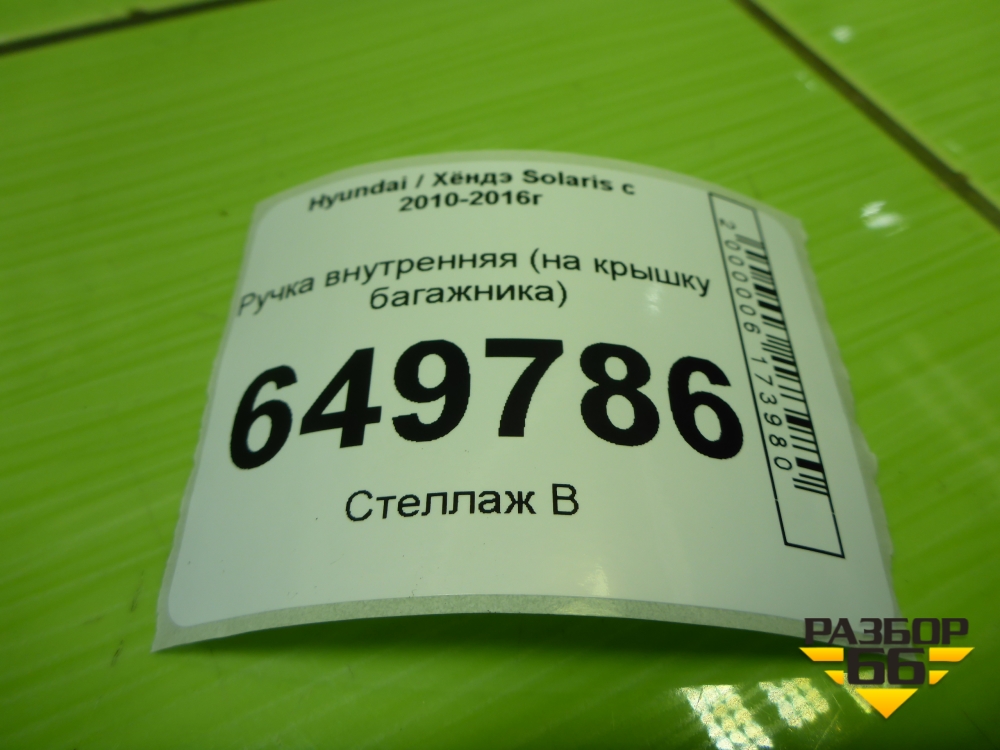 Hyundai / Хёндэ Solaris с
2010-2016г
Ручка внутренняя (на крышку
багажника)
649786
Стеллаж В
2000006173980
РАЗБОР
66